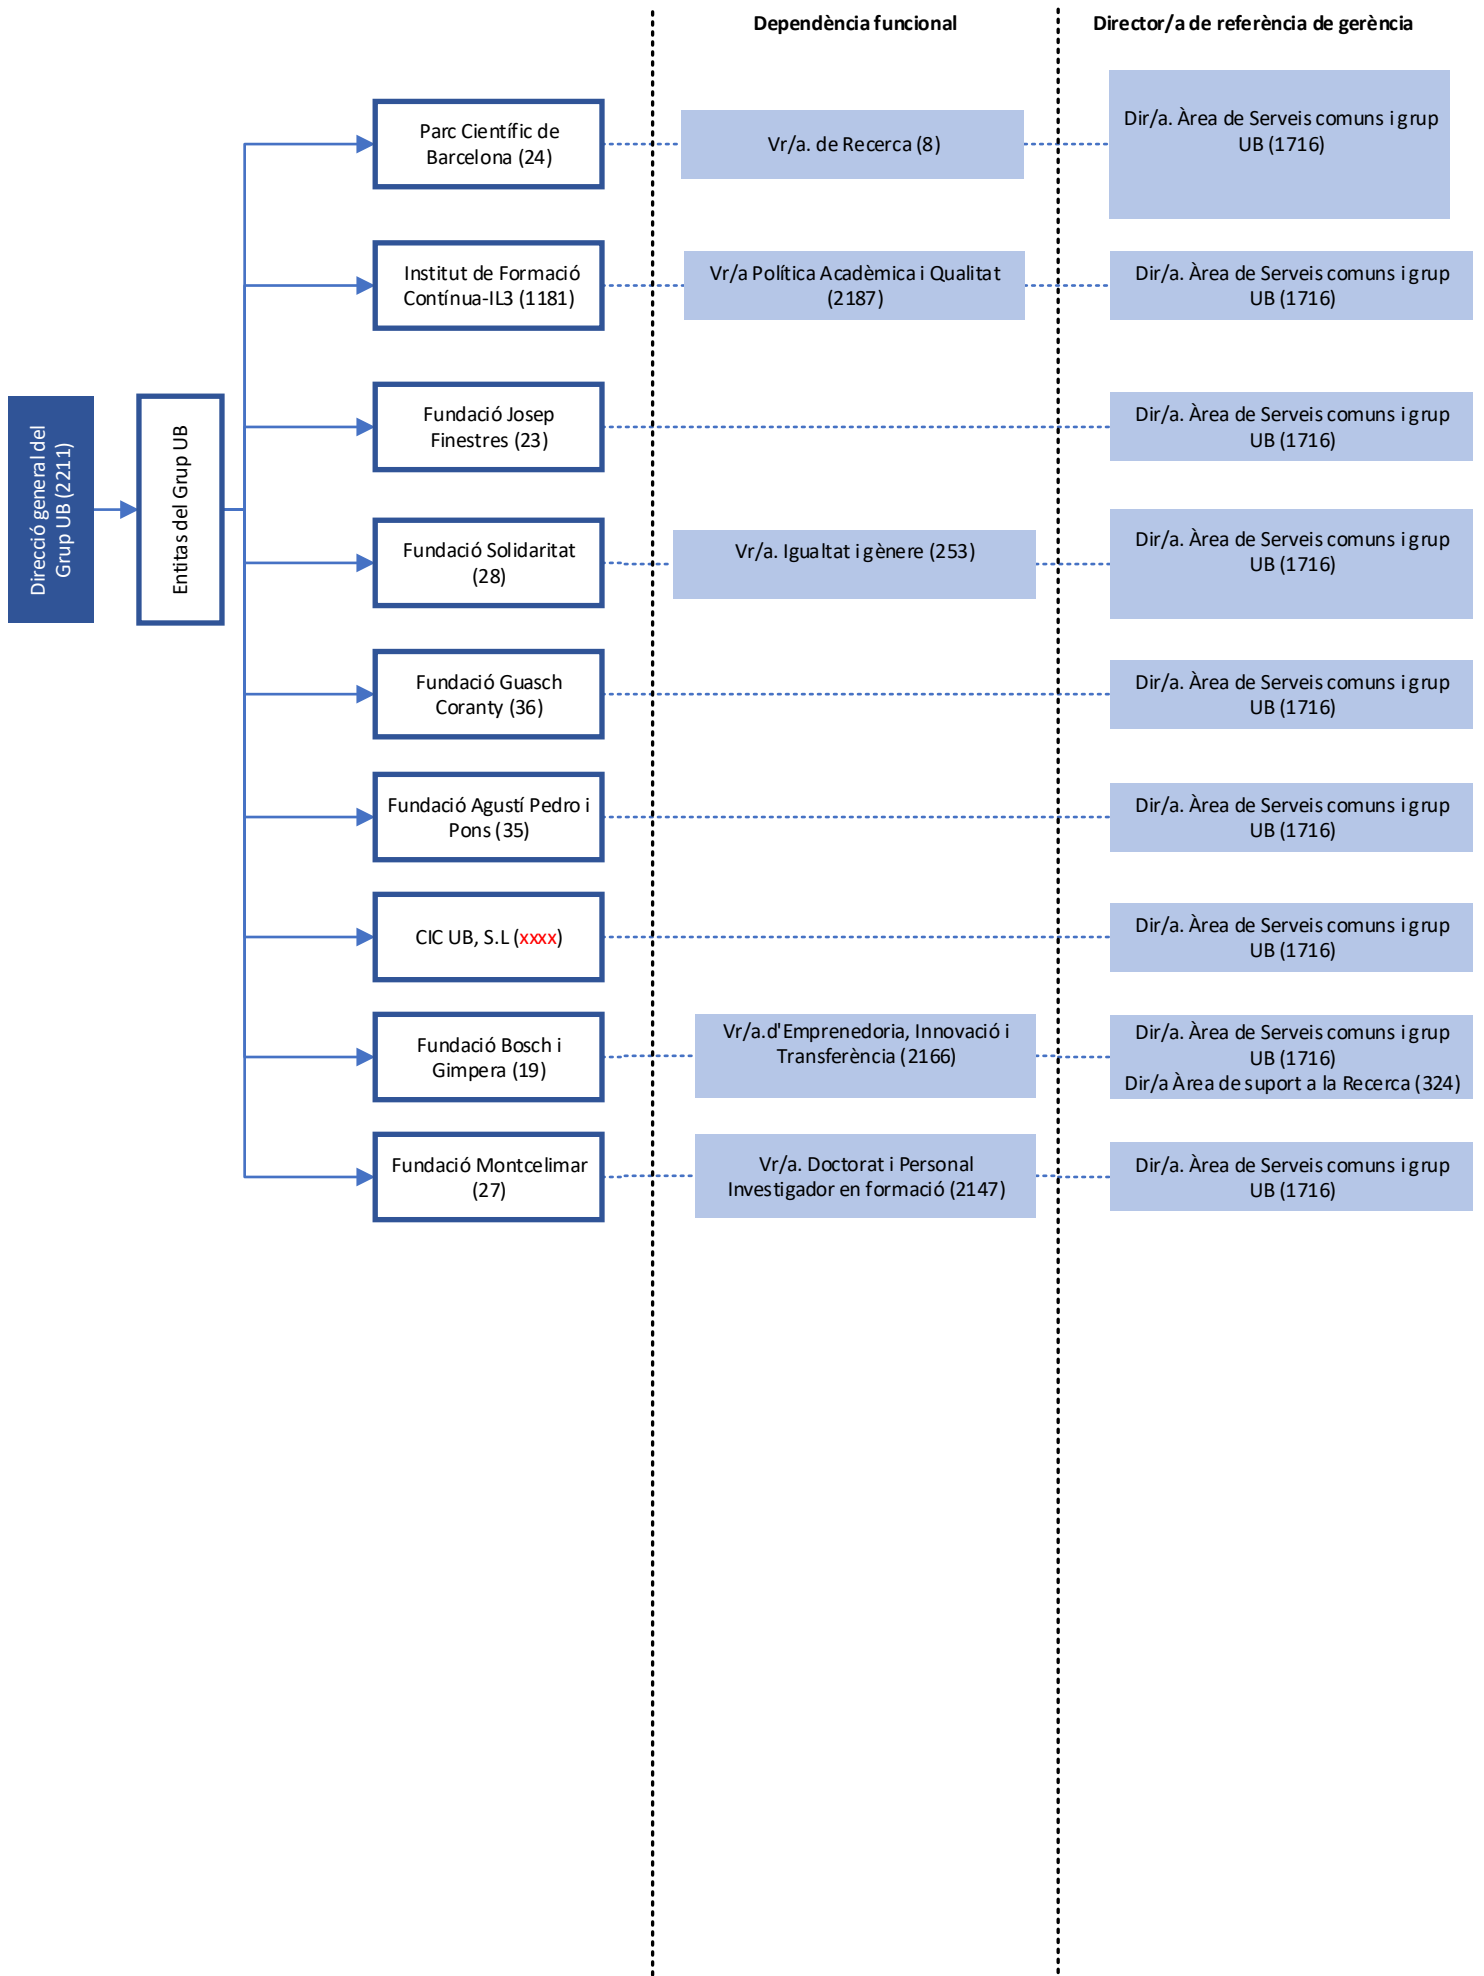 Dependència funcional
Director/a de referència de gerència
Direcció general del
Grup UB (2211)
Entitas del Grup UB
Parc Científic de
Barcelona (24)
Vr/a. de Recerca (8)
Dir/a. Àrea de Serveis comuns i grup
UB (1716)
Institut de Formació
Contínua-IL3 (1181)
Vr/a Política Acadèmica i Qualitat
(2187)
Dir/a. Àrea de Serveis comuns i grup
UB (1716)
Fundació Josep
Finestres (23)
Dir/a. Àrea de Serveis comuns i grup
UB (1716)
Fundació Solidaritat
(28)
Vr/a. Igualtat i gènere (253)
Dir/a. Àrea de Serveis comuns i grup
UB (1716)
Fundació Guasch
Coranty (36)
Dir/a. Àrea de Serveis comuns i grup
UB (1716)
Fundació Agustí Pedro i
Pons (35)
Dir/a. Àrea de Serveis comuns i grup
UB (1716)
CIC UB, S.L (xxxx)
Dir/a. Àrea de Serveis comuns i grup
UB (1716)
Fundació Bosch i
Gimpera (19)
Vr/a.d'Emprenedoria, Innovació i
Transferència (2166)
Dir/a. Àrea de Serveis comuns i grup
UB (1716)
Dir/a Àrea de suport a la Recerca (324)
Fundació Montcelimar
(27)
Vr/a. Doctorat i Personal
Investigador en formació (2147)
Dir/a. Àrea de Serveis comuns i grup
UB (1716)